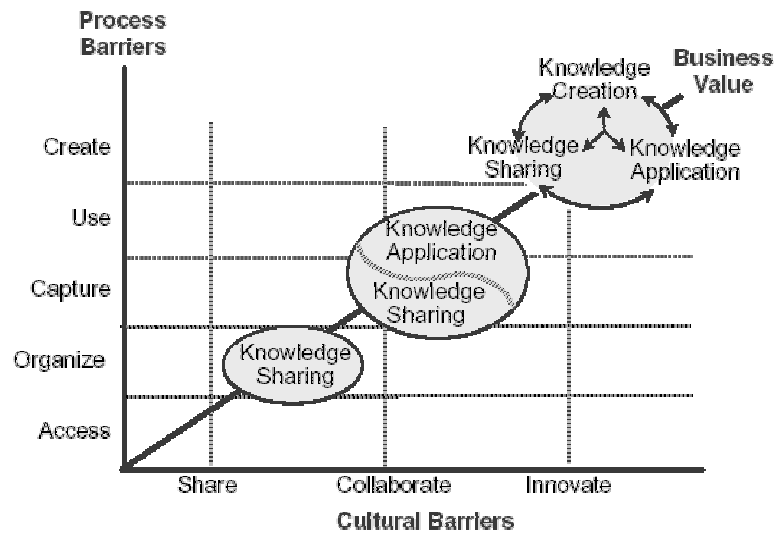 Process
Barriers
Knowledge
Creation
Business
Value
Create
Knowledge
Sharing
Knowledge
Application
Use
Knowledge
Application
Capture
Knowledge
Sharing
Organize
Knowledge
Sharing
Access
Share
Collaborate
Innovate
Cultural Barriers